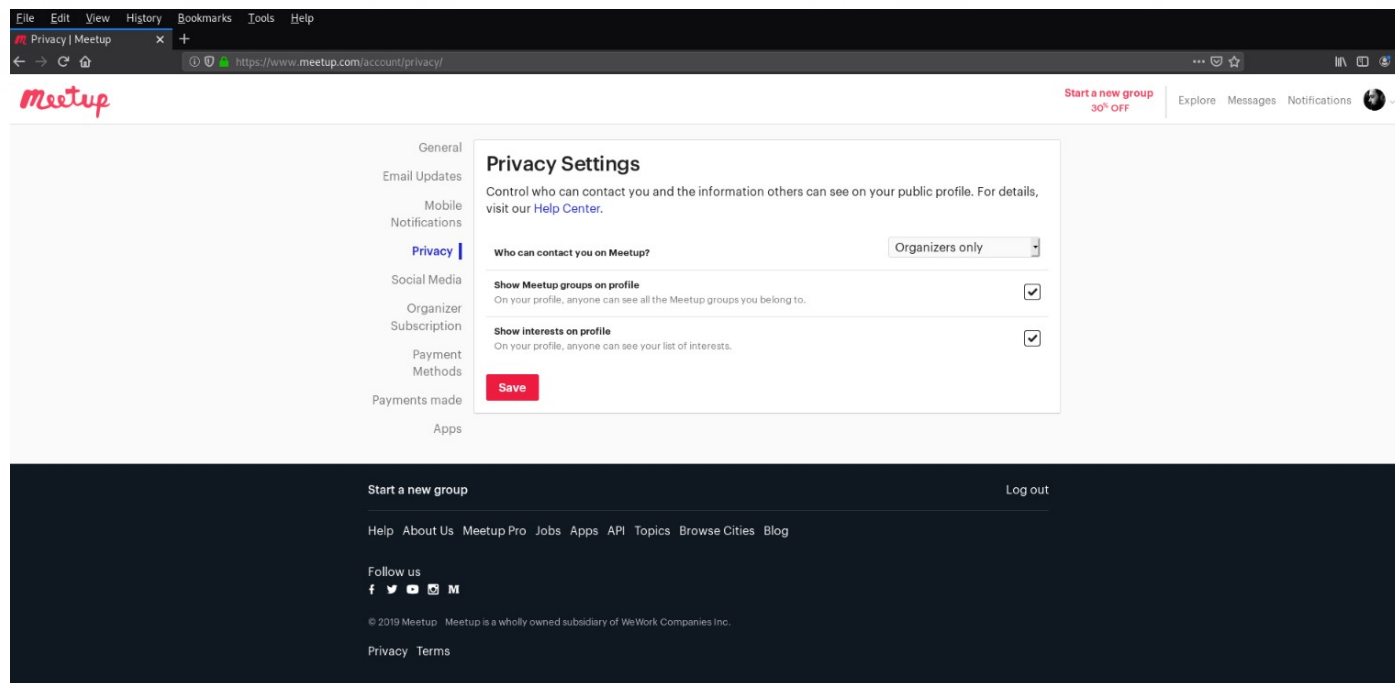 File Edit View History Bookmarks Tools Help
Privacy | Meetup
https://www.meetup.com/account/privacy/
Meetup
Start a new group
30% OFF
Explore Messages Notifications
General
Email Updates
Mobile
Notifications
Privacy
Social Media
Organizer
Subscription
Payment
Methods
Payments made
Apps
Privacy Settings
Control who can contact you and the information others can see on your public profile. For details,
visit our Help Center.
Who can contact you on Meetup?
Organizers only
Show Meetup groups on profile
On your profile, anyone can see all the Meetup groups you belong to.
Show interests on profile
On your profile, anyone can see your list of interests.
Save
Start a new group
Log out
Help About Us Meetup Pro Jobs Apps API Topics Browse Cities Blog
Follow us
© 2019 Meetup Meetup is a wholly owned subsidiary of WeWork Companies Inc.
Privacy Terms